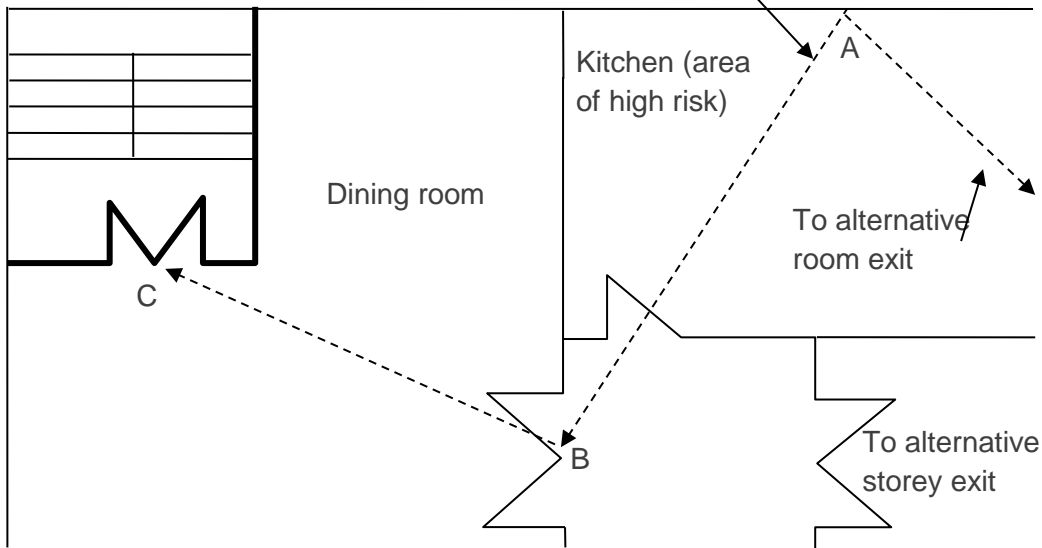 A
Kitchen (area
of high risk)
Dining room
To alternative
room exit
C
B
To alternative
storey exit